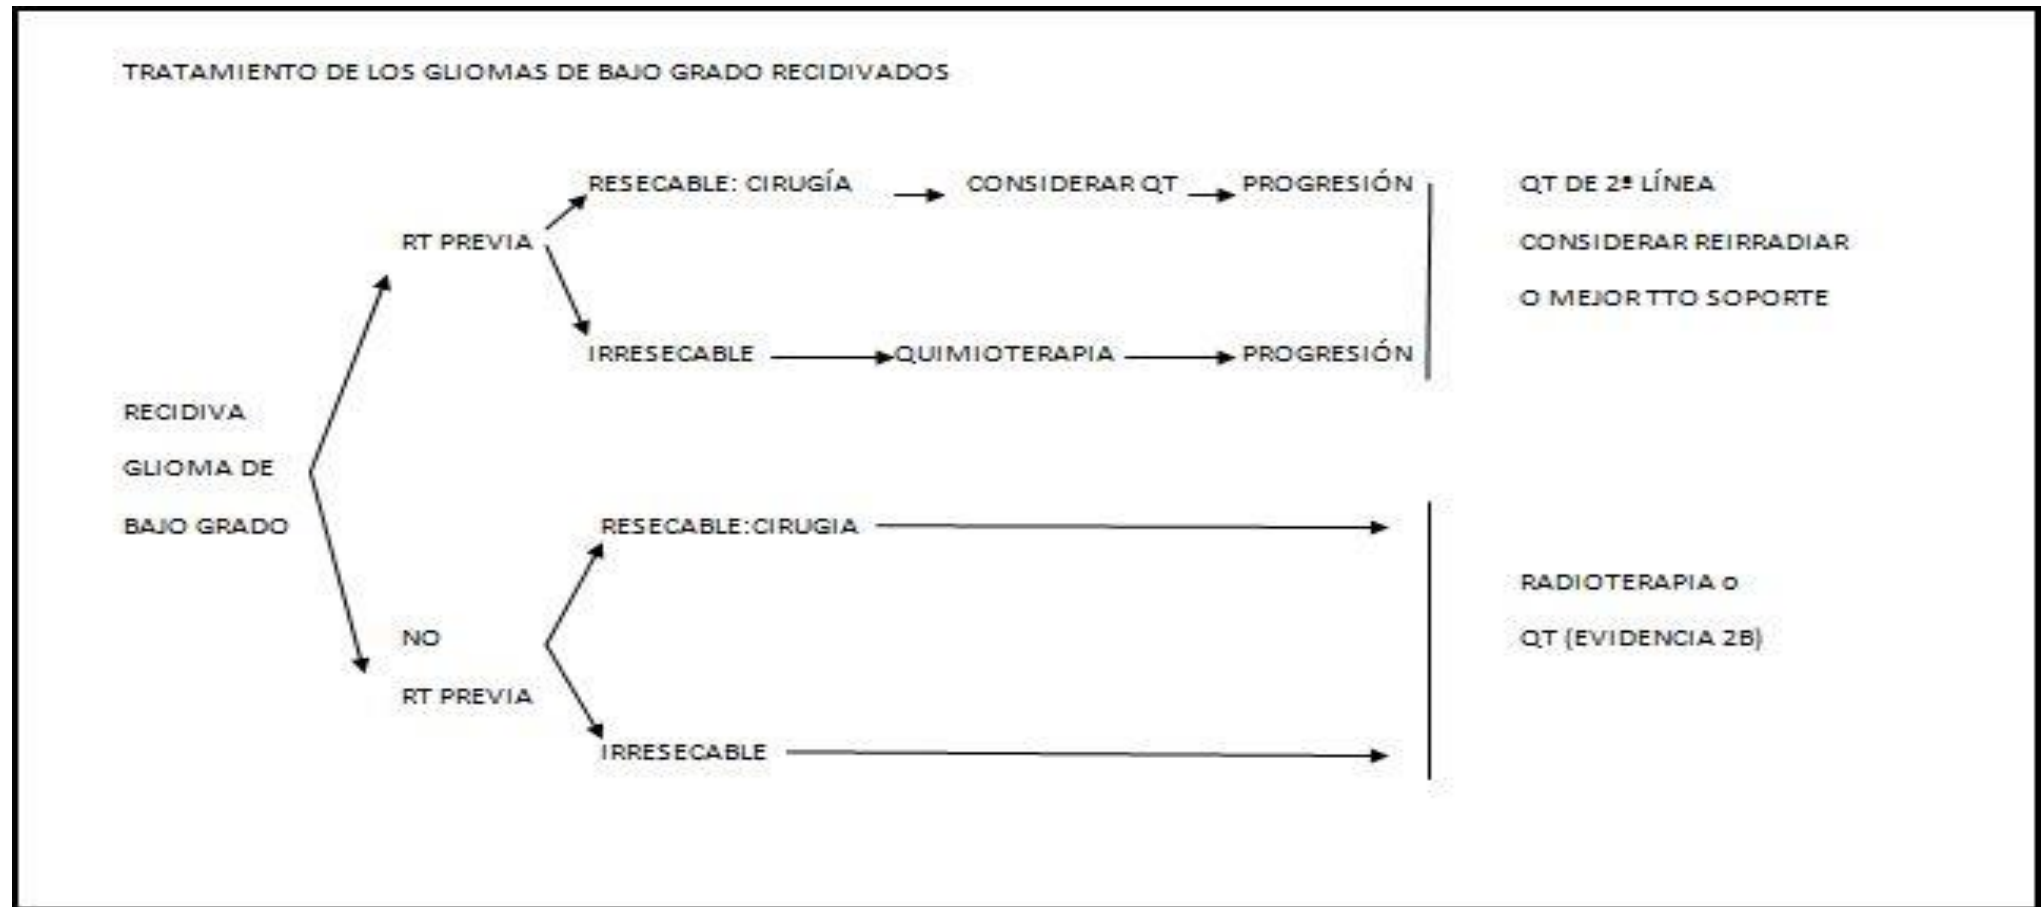 TRATAMIENTO DE LOS GLIOMAS DE BAJO GRADO RECIDIVADOS
RESECABLE: CIRUGÍA
CONSIDERAR QT
PROGRESIÓN
QT DE 2ª LÍNEA
RT PREVIA
CONSIDERAR REIRRADIAR
O MEJOR TTO SOPORTE
IRRESECABLE
QUIMIOTERAPIA
PROGRESIÓN
RECIDIVA
GLIOMA DE
BAJO GRADO
RESECABLE:CIRUGIA
RADIOTERAPIA o
NO
QT (EVIDENCIA 2B)
RT PREVIA
IRRESECABLE